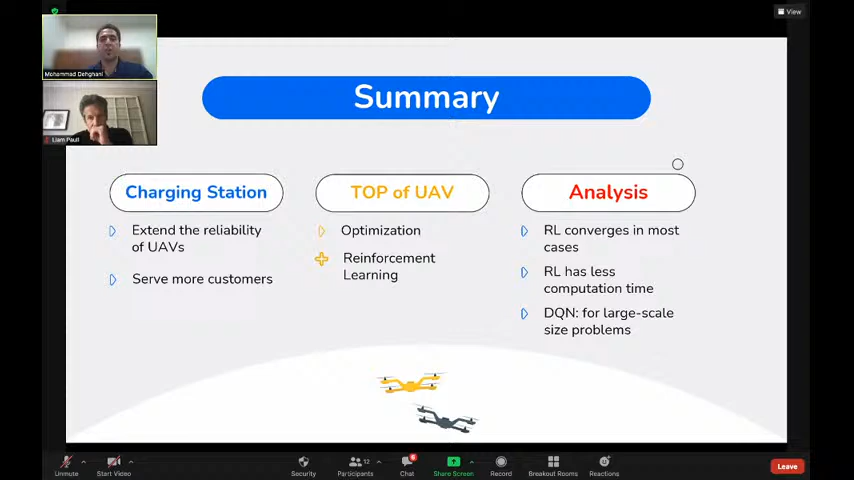 View
Mohammad Dehghani
Liam Paull
Summary
Charging Station
Extend the reliability
of UAVs
Serve more customers
TOP of UAV
Optimization
Reinforcement
Learning
Analysis
RL converges in most
cases
RL has less
computation time
DQN: for large-scale
size problems
Unmute
Start Video
Security
Participants
12
Chat
6
Share Screen
Record
Breakout Rooms
Reactions
Leave